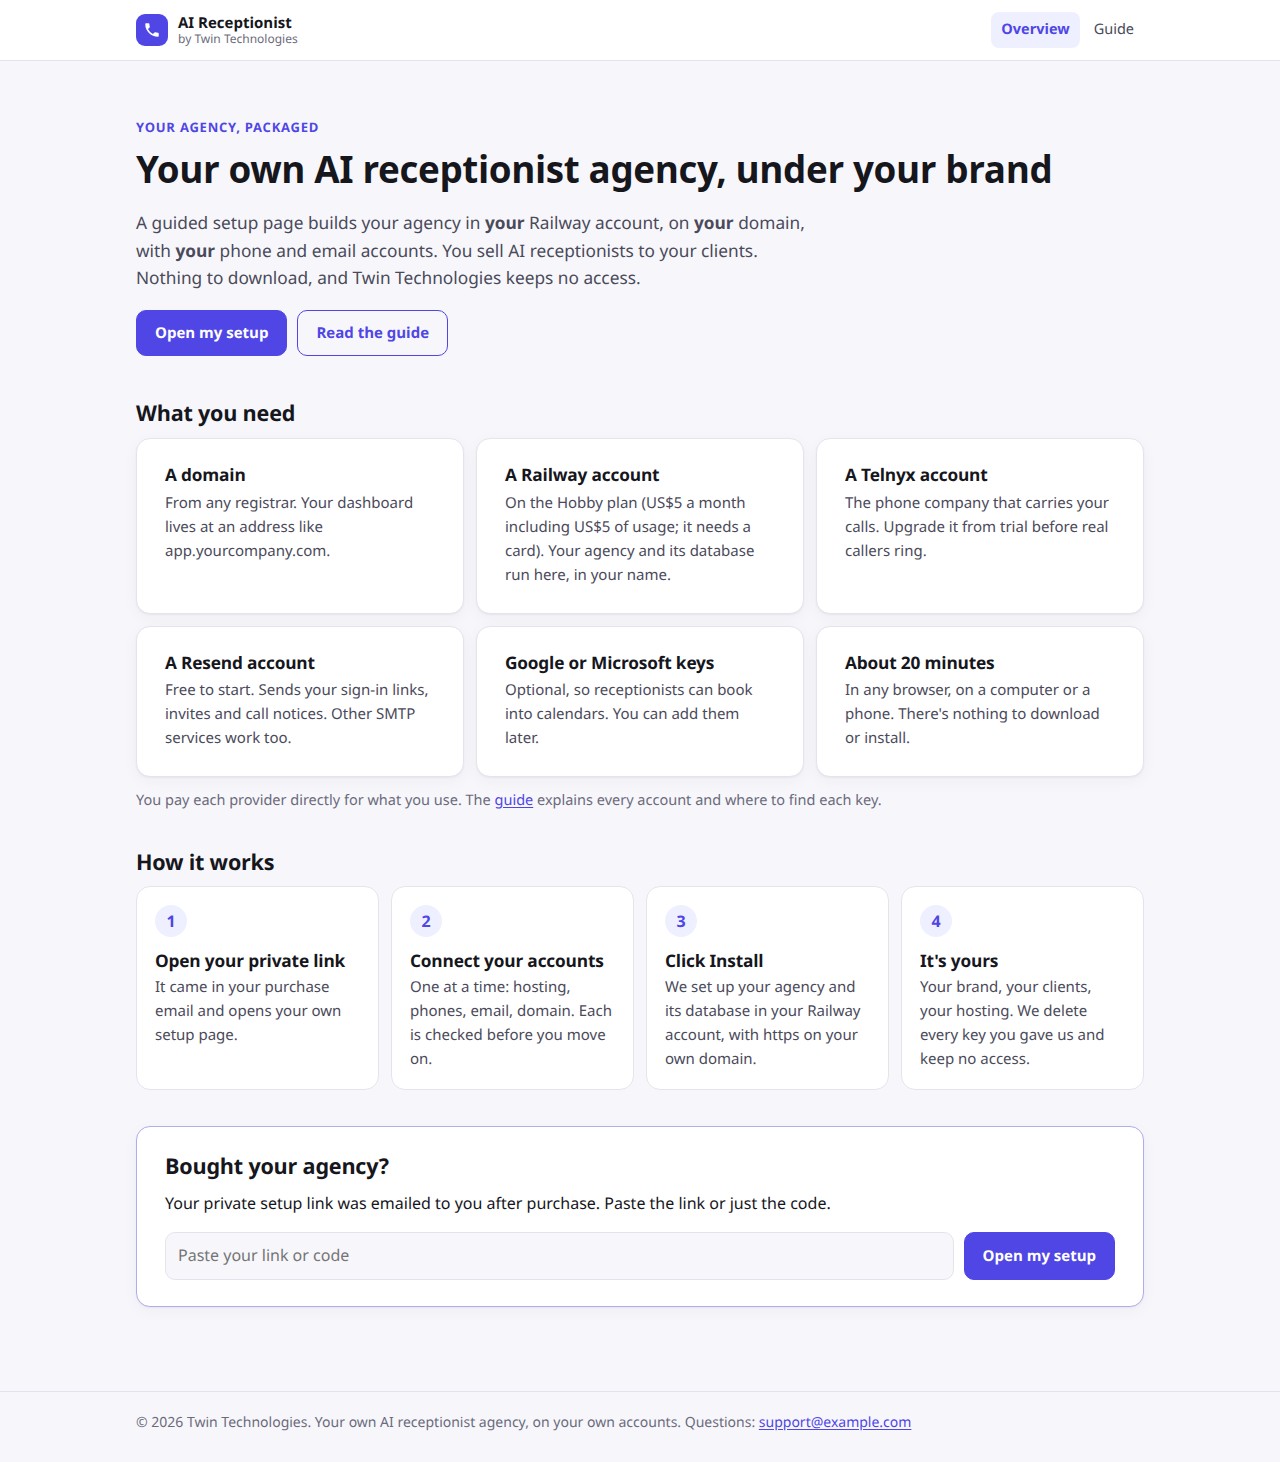 AI Receptionist
by Twin Technologies
Overview
Guide
YOUR AGENCY, PACKAGED
Your own AI receptionist agency, under your brand
A guided setup page builds your agency in your Railway account, on your domain,
with your phone and email accounts. You sell AI receptionists to your clients.
Nothing to download, and Twin Technologies keeps no access.
Open my setup
Read the guide
What you need
A domain
From any registrar. Your dashboard
lives at an address like
app.yourcompany.com.
A Railway account
On the Hobby plan (US$5 a month
including US$5 of usage; it needs a
card). Your agency and its database
run here, in your name.
A Telnyx account
The phone company that carries your
calls. Upgrade it from trial before real
callers ring.
A Resend account
Free to start. Sends your sign-in links,
invites and call notices. Other SMTP
services work too.
Google or Microsoft keys
Optional, so receptionists can book
into calendars. You can add them
later.
About 20 minutes
In any browser, on a computer or a
phone. There's nothing to download
or install.
You pay each provider directly for what you use. The guide explains every account and where to find each key.
How it works
1
Open your private link
It came in your purchase
email and opens your own
setup page.
2
Connect your accounts
One at a time: hosting,
phones, email, domain. Each
is checked before you move
on.
3
Click Install
We set up your agency and
its database in your Railway
account, with https on your
own domain.
4
It's yours
Your brand, your clients,
your hosting. We delete
every key you gave us and
keep no access.
Bought your agency?
Your private setup link was emailed to you after purchase. Paste the link or just the code.
Paste your link or code
Open my setup
© 2026 Twin Technologies. Your own AI receptionist agency, on your own accounts. Questions: support@example.com